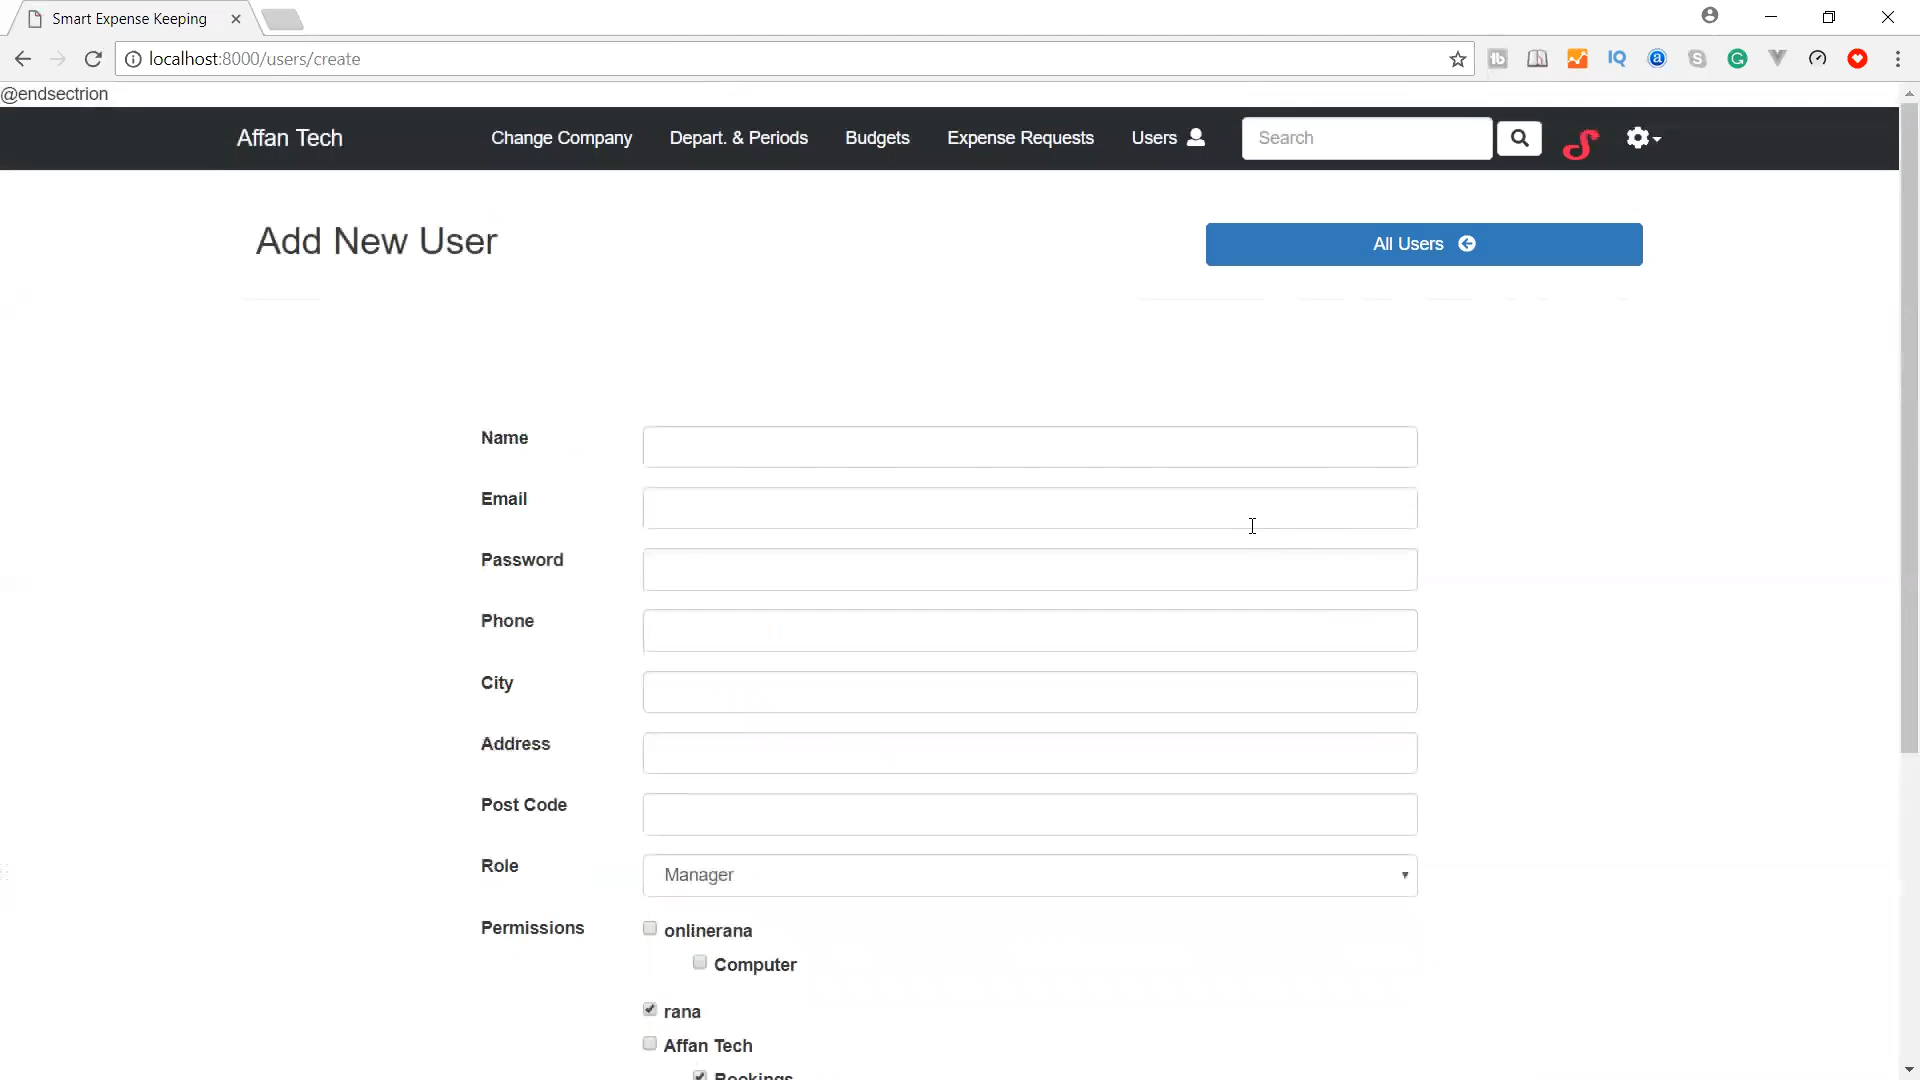 Smart Expense Keeping
localhost:8000/users/create
@endsectrion
Affan Tech
Change Company
Depart. & Periods
Budgets
Expense Requests
Users
Search
Add New User
All Users
Name
Email
Password
Phone
City
Address
Post Code
Role
Manager
Permissions
onlinerana
Computer
rana
Affan Tech
Bookings